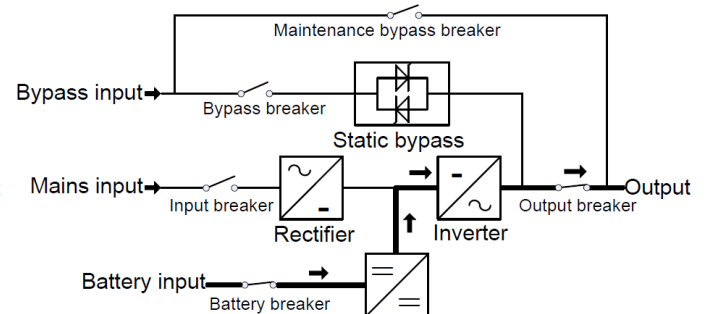 Maintenance bypass breaker
Bypass input
Bypass breaker
Static bypass
Mains input
Input breaker
Rectifier
Inverter
Output breaker
Output
Battery input
Battery breaker